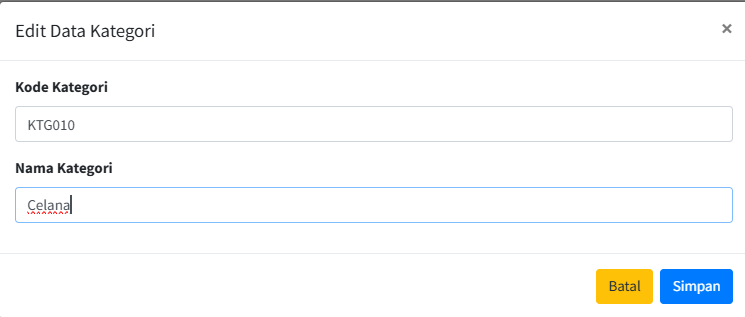 Edit Data Kategori ×
Kode Kategori
KTG010
Nama Kategori
Celana
Batal Simpan